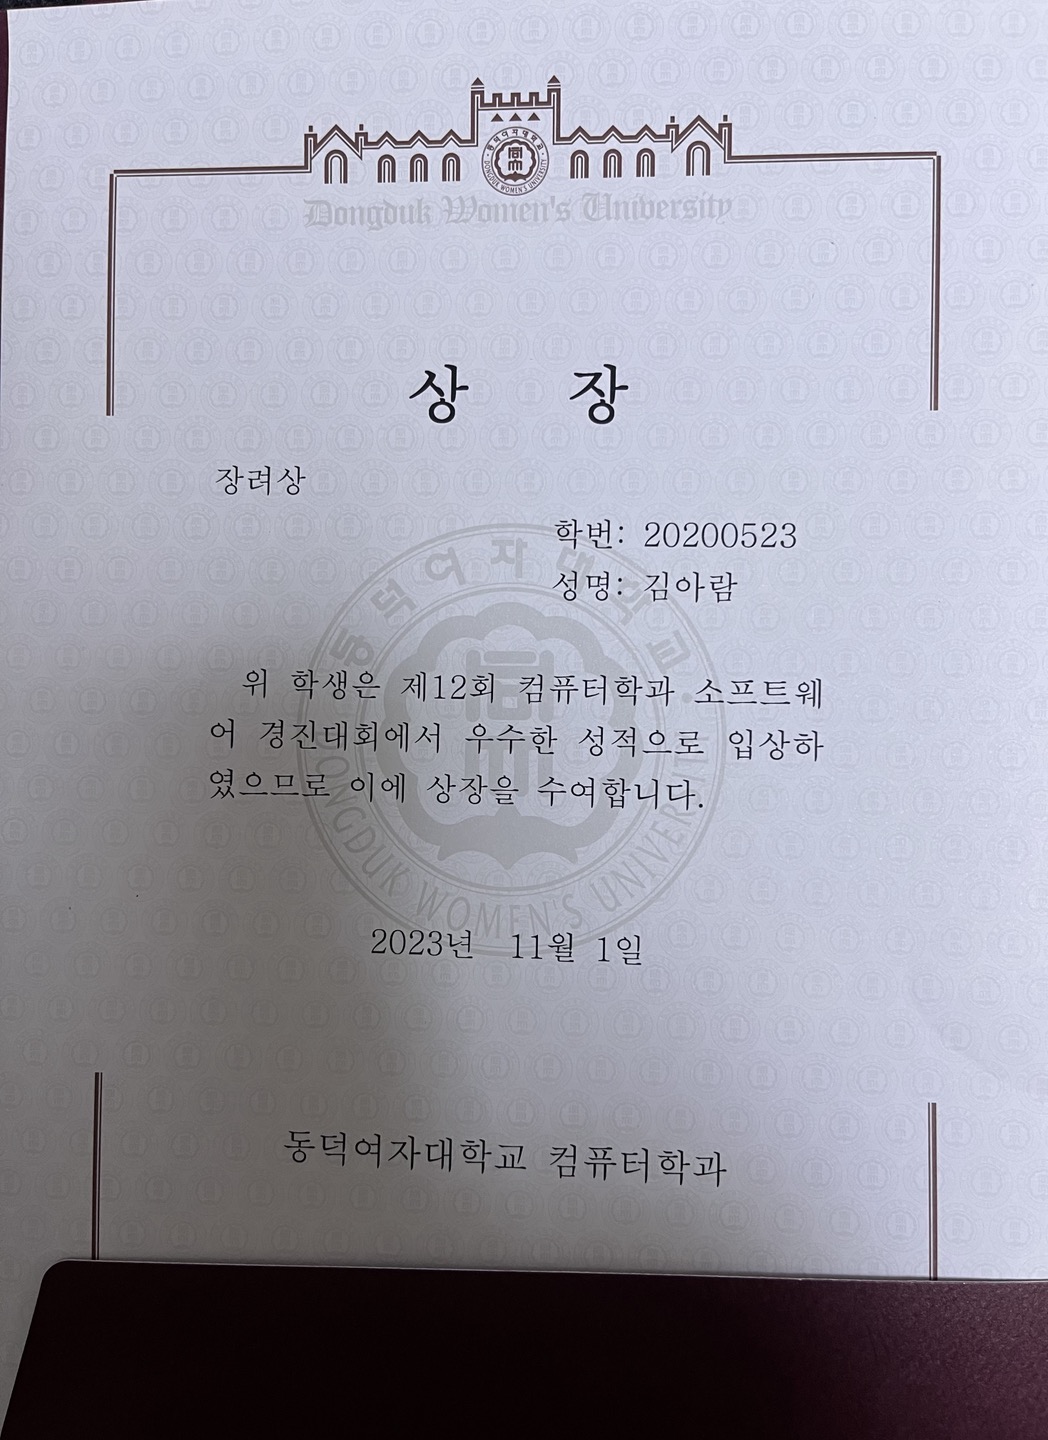 동덕여자대학교
DONGDUK WOMEN'S UNIVERSITY
Dongduk Women's University
상 장
장려상
학번: 20200523
성명: 김아람
동덕여자대학교
위 학생은 제12회 컴퓨터학과 소프트웨
어 경진대회에서 우수한 성적으로 입상하
였으므로 이에 상장을 수여합니다.
DONGDUK WOMEN'S UNIVERSITY
2023년 11월 1일
동덕여자대학교 컴퓨터학과